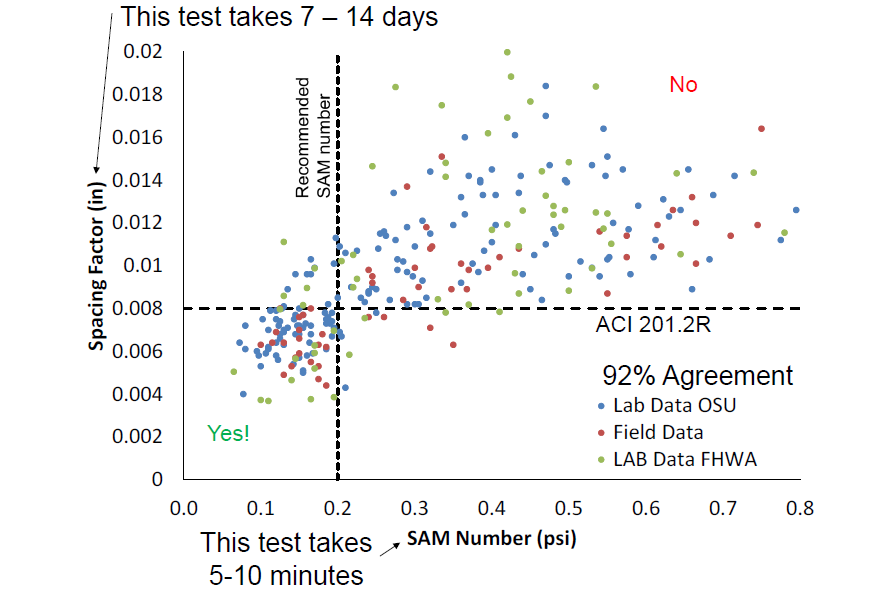 This test takes 7 – 14 days
0.02
0.018
0.016
0.014
0.012
0.01
0.008
0.006
0.004
0.002
0
Spacing Factor (in)
Recommended
SAM number
No
ACI 201.2R
92% Agreement
Lab Data OSU
Field Data
LAB Data FHWA
Yes!
0.0 0.1 0.2 0.3 0.4 0.5 0.6 0.7 0.8
SAM Number (psi)
This test takes
5-10 minutes